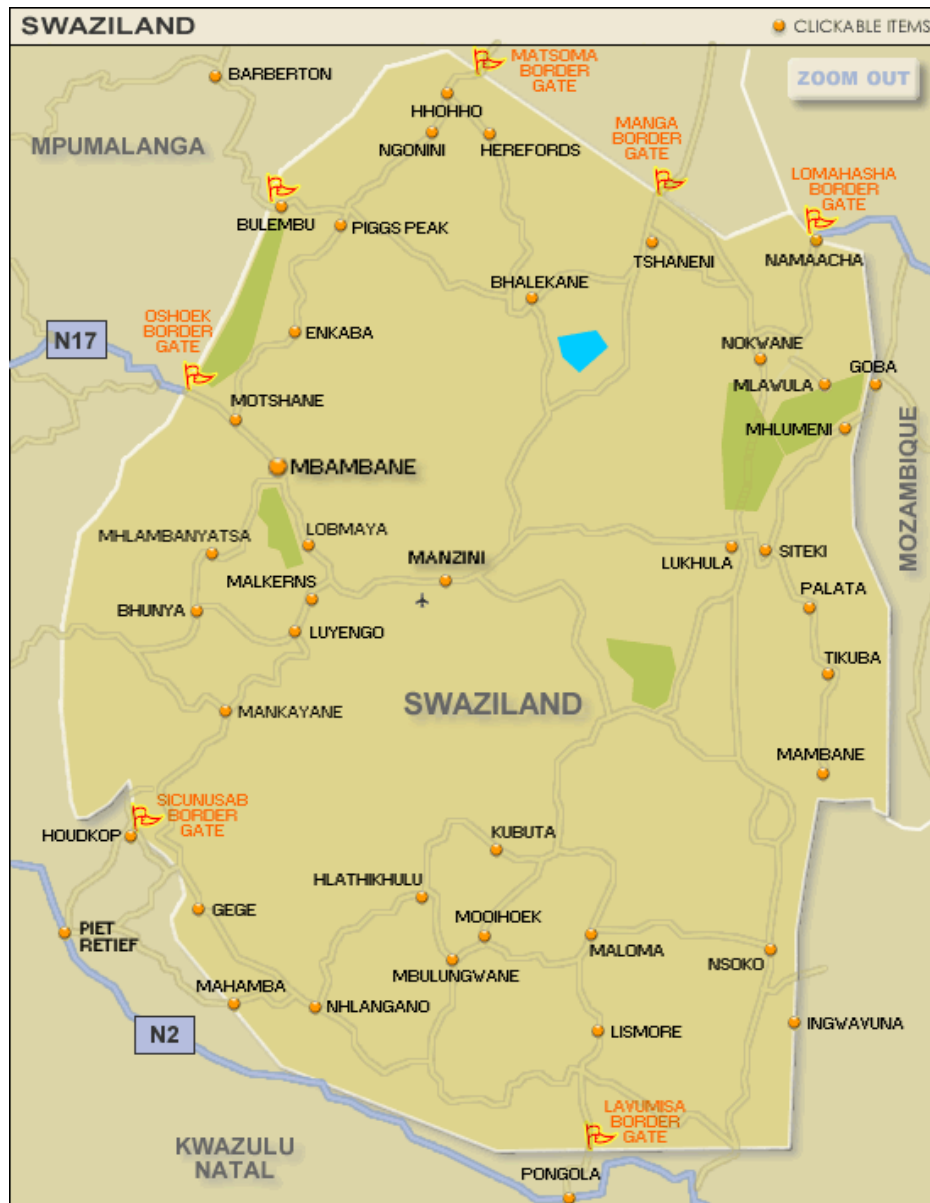 SWAZILAND
CLICKABLE ITEMS
ZOOM OUT
BARBERTON
MATSOMA
BORDER
GATE
HHOHHO
NGONINI
HEREFORDS
MPUMALANGA
MANGA
BORDER
GATE
LOMAHASHA
BORDER
GATE
BULEMBU
PIGGS PEAK
TSHANENI
NAMAACHA
BHALEKANE
OSHOEK
BORDER
GATE
N17
ENKABA
NOKWANE
GOBA
MLAWULA
MOTSHANE
MHLUMENI
MBAMBANE
MOZAMBIQUE
MHLAMBANYATSA
LOBMAYA
MANZINI
LUKHULA
SITEKI
MALKERNS
PALATA
BHUNYA
LUYENGO
TIKUBA
SWAZILAND
MANKAYANE
MAMBANE
SICUNUSAB
BORDER
GATE
HOUDKOP
KUBUTA
HLATHIKHULU
GEGE
MOOIHOEK
PIET
RETIEF
MALOMA
NSOKO
MBULUNGWANE
MAHAMBA
NHLANGANO
N2
LISMORE
INGWAVUNA
LAVUMISA
BORDER
GATE
KWAZULU
NATAL
PONGOLA